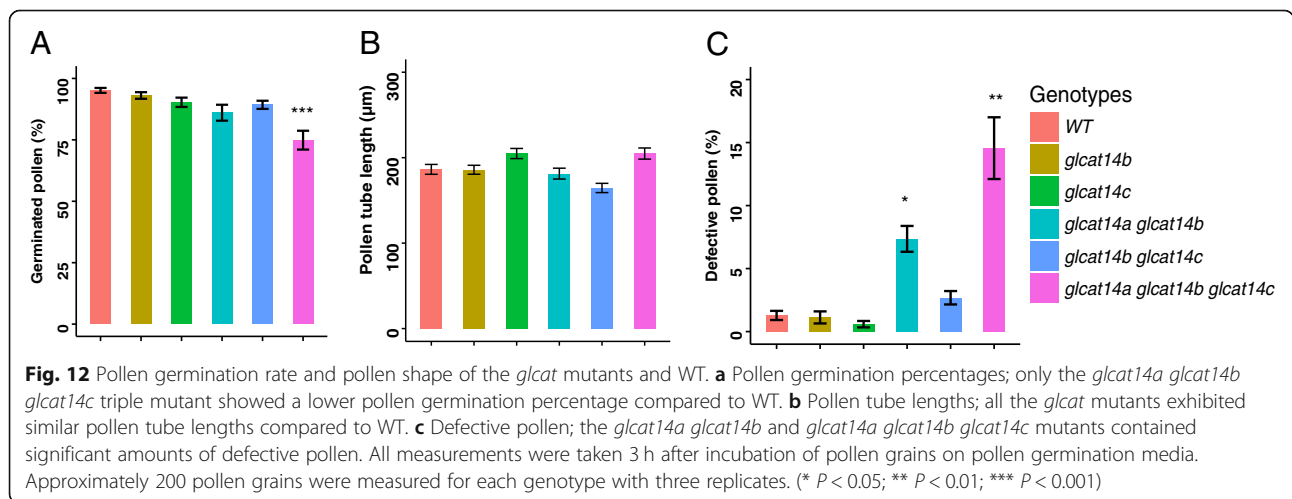 A
Germinated pollen (%)
100
75
50
25
0
***
B
Pollen tube length (µm)
300
200
100
0
C
Defective pollen (%)
20
15
10
5
0
*
**
Genotypes
WT
glcat14b
glcat14c
glcat14a glcat14b
glcat14b glcat14c
glcat14a glcat14b glcat14c
Fig. 12 Pollen germination rate and pollen shape of the glcat mutants and WT. a Pollen germination percentages; only the glcat14a glcat14b
glcat14c triple mutant showed a lower pollen germination percentage compared to WT. b Pollen tube lengths; all the glcat mutants exhibited
similar pollen tube lengths compared to WT. c Defective pollen; the glcat14a glcat14b and glcat14a glcat14b glcat14c mutants contained
significant amounts of defective pollen. All measurements were taken 3 h after incubation of pollen grains on pollen germination media.
Approximately 200 pollen grains were measured for each genotype with three replicates. (* P < 0.05; ** P < 0.01; *** P < 0.001)